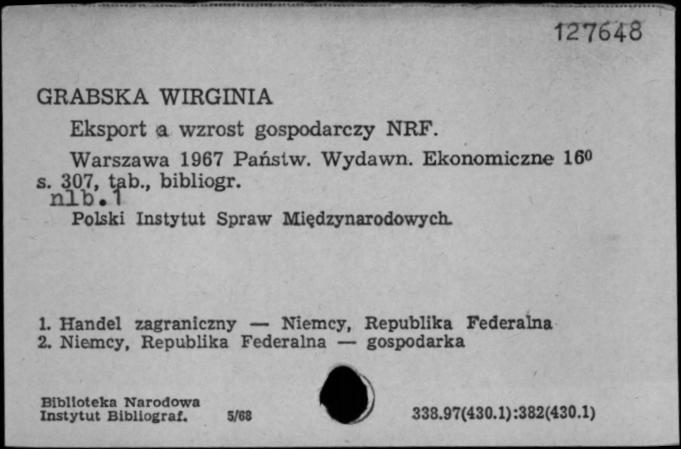 127648
GRABSKA WIRGINIA
Eksport a wzrost gospodarczy NRF.
Warszawa 1967 Państw. Wydawn. Ekonomiczne 16⁰
s. 307, tab., bibliogr.
nlb.1
Polski Instytut Spraw Międzynarodowych.
1. Handel zagraniczny — Niemcy, Republika Federalna
2. Niemcy, Republika Federalna — gospodarka
Biblioteka Narodowa
Instytut Bibliograf. 5/68 338.97(430.1):382(430.1)